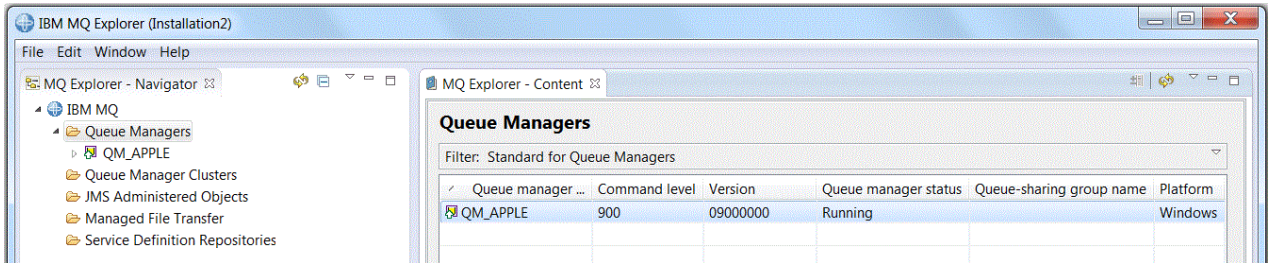 IBM MQ Explorer (Installation2)
File Edit Window Help
MQ Explorer - Navigator
IBM MQ
Queue Managers
QM_APPLE
Queue Manager Clusters
JMS Administered Objects
Managed File Transfer
Service Definition Repositories
MQ Explorer - Content
Queue Managers
Filter: Standard for Queue Managers
Queue manager ... Command level Version Queue manager status Queue-sharing group name Platform
QM_APPLE 900 09000000 Running Windows